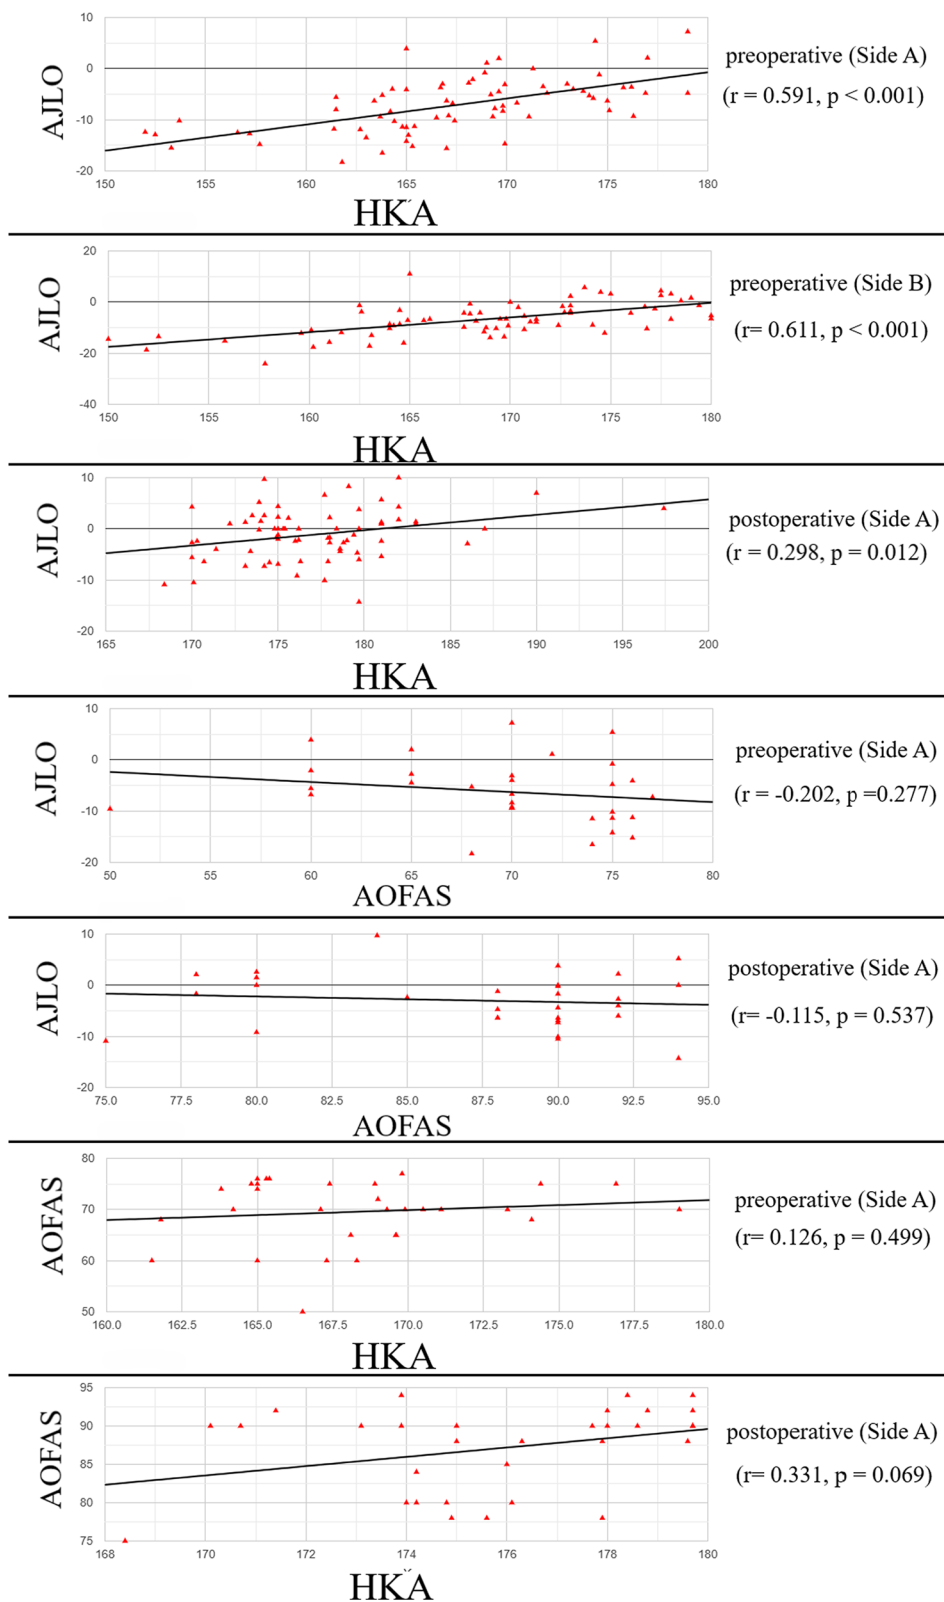 10
0
-10
-20
AJLO
150 155 160 165 170 175 180
HKA
preoperative (Side A)
(r = 0.591, p < 0.001)
20
0
-20
-40
AJLO
150 155 160 165 170 175 180
HKA
preoperative (Side B)
(r= 0.611, p < 0.001)
10
0
-10
-20
AJLO
165 170 175 180 185 190 195 200
HKA
postoperative (Side A)
(r = 0.298, p = 0.012)
10
0
-10
-20
AJLO
50 55 60 65 70 75 80
AOFAS
preoperative (Side A)
(r = -0.202, p =0.277)
10
0
-10
-20
AJLO
75.0 77.5 80.0 82.5 85.0 87.5 90.0 92.5 95.0
AOFAS
postoperative (Side A)
(r= -0.115, p = 0.537)
80
70
60
50
AOFAS
160.0 162.5 165.0 167.5 170.0 172.5 175.0 177.5 180.0
HKA
preoperative (Side A)
(r= 0.126, p = 0.499)
95
90
85
80
75
AOFAS
168 170 172 174 176 178 180
HKA
postoperative (Side A)
(r= 0.331, p = 0.069)